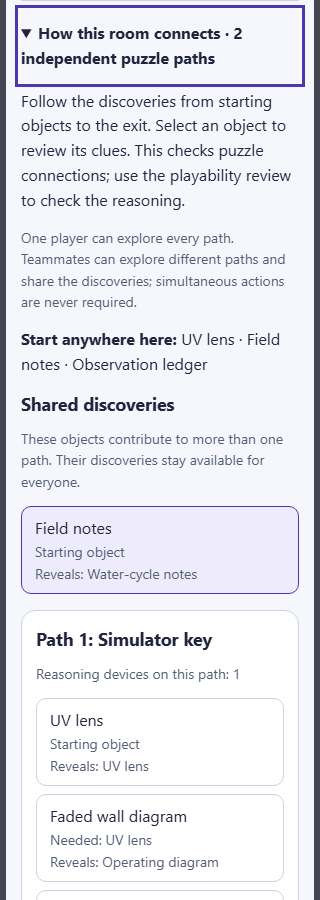 ▼ How this room connects · 2
independent puzzle paths
Follow the discoveries from starting
objects to the exit. Select an object to
review its clues. This checks puzzle
connections; use the playability review
to check the reasoning.
One player can explore every path.
Teammates can explore different paths and
share the discoveries; simultaneous actions
are never required.
Start anywhere here: UV lens · Field
notes · Observation ledger
Shared discoveries
These objects contribute to more than one
path. Their discoveries stay available for
everyone.
Field notes
Starting object
Reveals: Water-cycle notes
Path 1: Simulator key
Reasoning devices on this path: 1
UV lens
Starting object
Reveals: UV lens
Faded wall diagram
Needed: UV lens
Reveals: Operating diagram